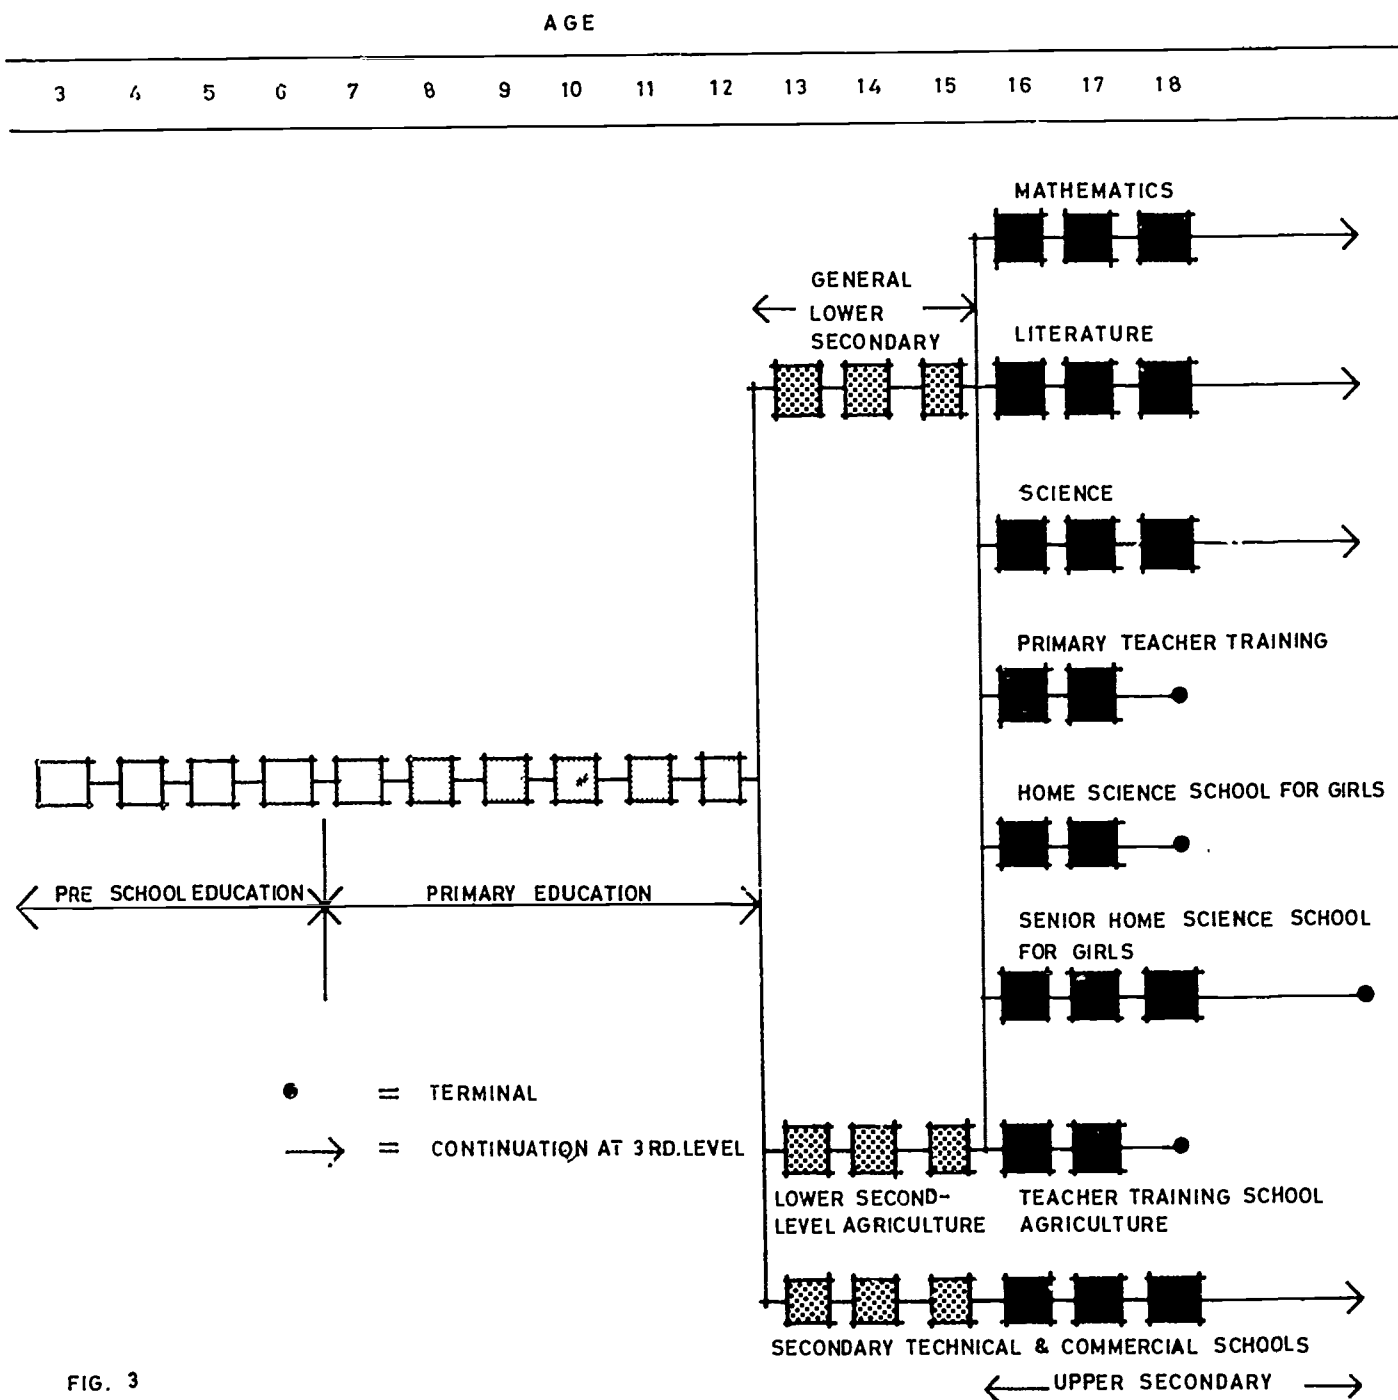 AGE
3 4 5 6 7 8 9 10 11 12 13 14 15 16 17 18
MATHEMATICS
GENERAL
LOWER
SECONDARY
LITERATURE
SCIENCE
PRIMARY TEACHER TRAINING
HOME SCIENCE SCHOOL FOR GIRLS
PRE SCHOOL EDUCATION
PRIMARY EDUCATION
SENIOR HOME SCIENCE SCHOOL
FOR GIRLS
= TERMINAL
= CONTINUATION AT 3RD. LEVEL
LOWER SECOND-
LEVEL AGRICULTURE
TEACHER TRAINING SCHOOL
AGRICULTURE
SECONDARY TECHNICAL & COMMERCIAL SCHOOLS
UPPER SECONDARY
FIG. 3